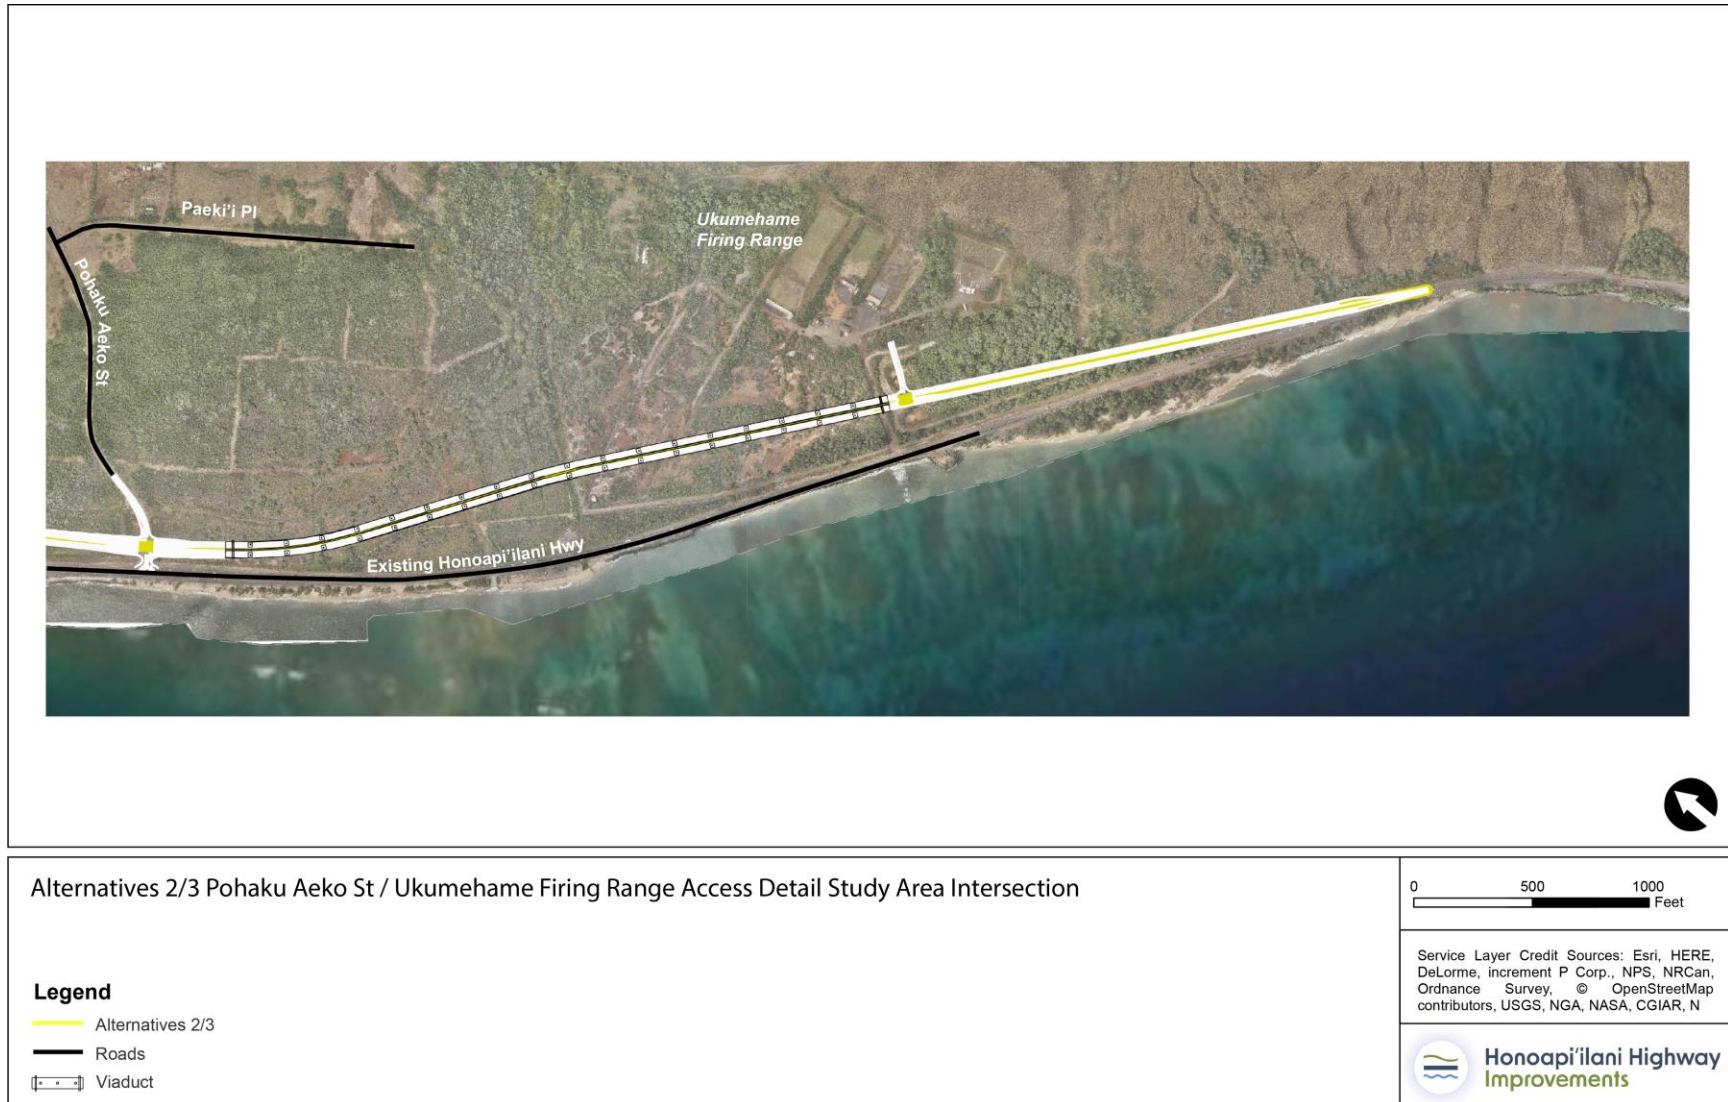 Paeki'i Pl
Pohaku Aeko St
Ukumehame
Firing Range
Existing Honoapi'ilani Hwy
Alternatives 2/3 Pohaku Aeko St / Ukumehame Firing Range Access Detail Study Area Intersection
Legend
Alternatives 2/3
Roads
Viaduct
0 500 1000
Feet
Service Layer Credit Sources: Esri, HERE,
DeLorme, increment P Corp., NPS, NRCan,
Ordnance Survey, © OpenStreetMap
contributors, USGS, NGA, NASA, CGIAR, N
Honoapi'ilani Highway
Improvements